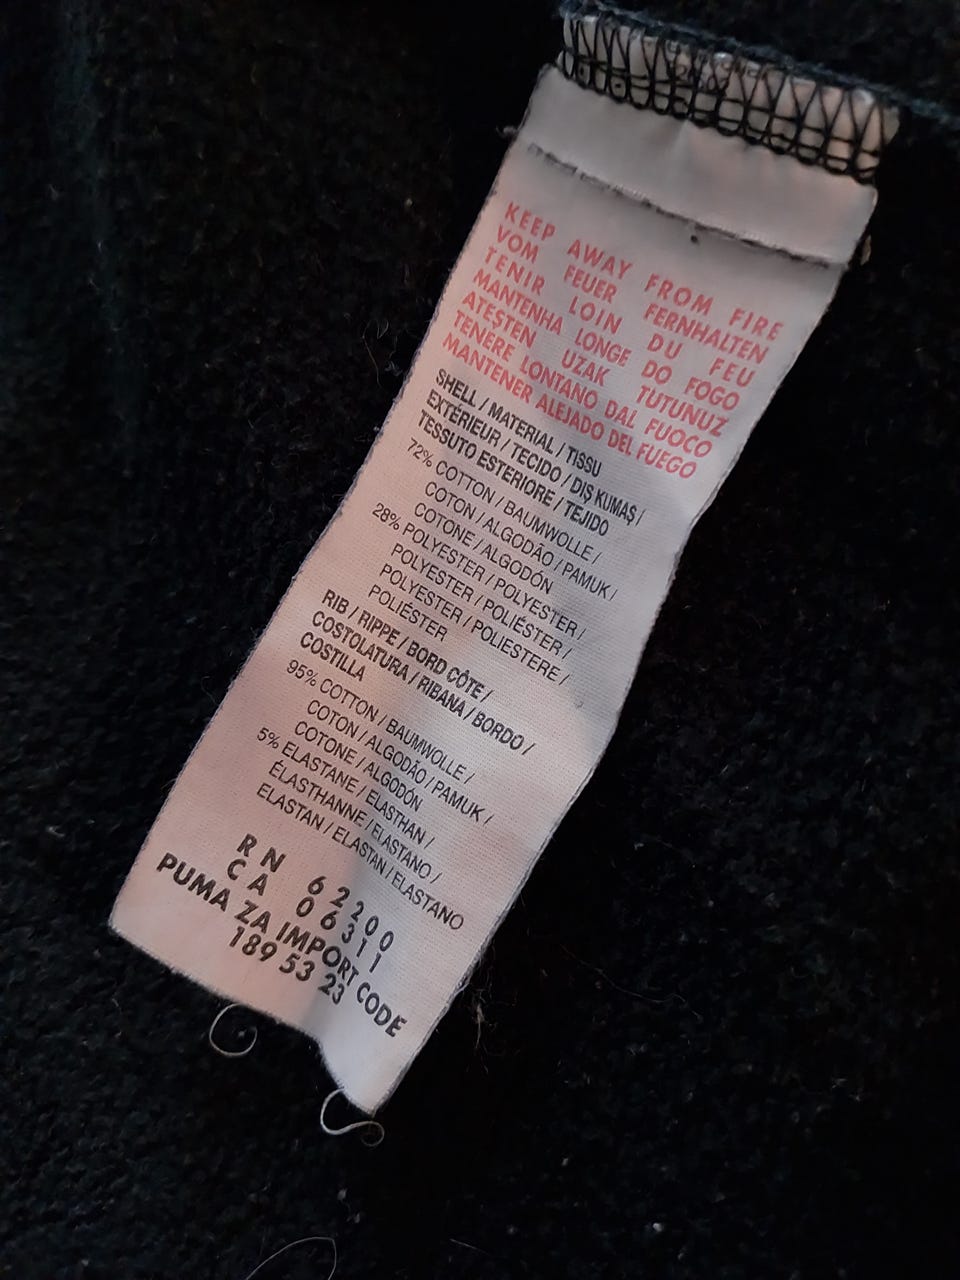 KEEP AWAY FROM FIRE
VOM FEUER FERNHALTEN
TENIR LOIN DU FEU
MANTENHA LONGE DO FOGO
ATEŞTEN UZAK TUTUNUZ
TENERE LONTANO DAL FUOCO
MANTENER ALEJADO DEL FUEGO
SHELL / MATERIAL / TISSU
EXTÉRIEUR / TECIDO / DIŞ KUMAŞ /
TESSUTO ESTERIORE / TEJIDO
72% COTTON / BAUMWOLLE /
COTON / ALGODÃO / PAMUK /
COTONE / ALGODÓN
28% POLYESTER / POLYESTER /
POLYESTER / POLIÉSTER /
POLYESTER / POLIESTERE /
POLIÉSTER
RIB / RIPPE / BORD CÔTE /
COSTOLATURA / RIBANA / BORDO /
COSTILLA
95% COTTON / BAUMWOLLE /
COTON / ALGODÃO / PAMUK /
COTONE / ALGODÓN
5% ELASTANE / ELASTHAN /
ÉLASTHANNE / ELASTANO /
ELASTAN / ELASTAN / ELASTANO
RN 62200
CA 06311
PUMA ZA IMPORT CODE
189 53 23